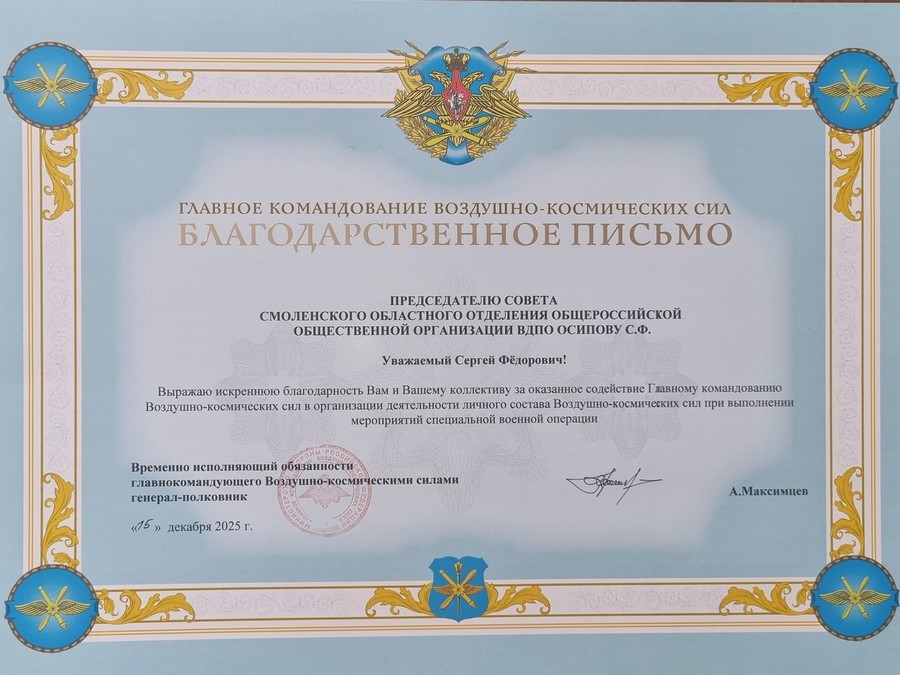 ГЛАВНОЕ КОМАНДОВАНИЕ ВОЗДУШНО-КОСМИЧЕСКИХ СИЛ
БЛАГОДАРСТВЕННОЕ ПИСЬМО
ПРЕДСЕДАТЕЛЮ СОВЕТА
СМОЛЕНСКОГО ОБЛАСТНОГО ОТДЕЛЕНИЯ ОБЩЕРОССИЙСКОЙ
ОБЩЕСТВЕННОЙ ОРГАНИЗАЦИИ ВДПО ОСИПОВУ С.Ф.
Уважаемый Сергей Фёдорович!
Выражаю искреннюю благодарность Вам и Вашему коллективу за оказанное содействие Главному командованию
Воздушно-космических сил в организации деятельности личного состава Воздушно-космических сил при выполнении
мероприятий специальной военной операции
Временно исполняющий обязанности
главнокомандующего Воздушно-космическими силами
генерал-полковник
А.Максимцев
«15» декабря 2025 г.